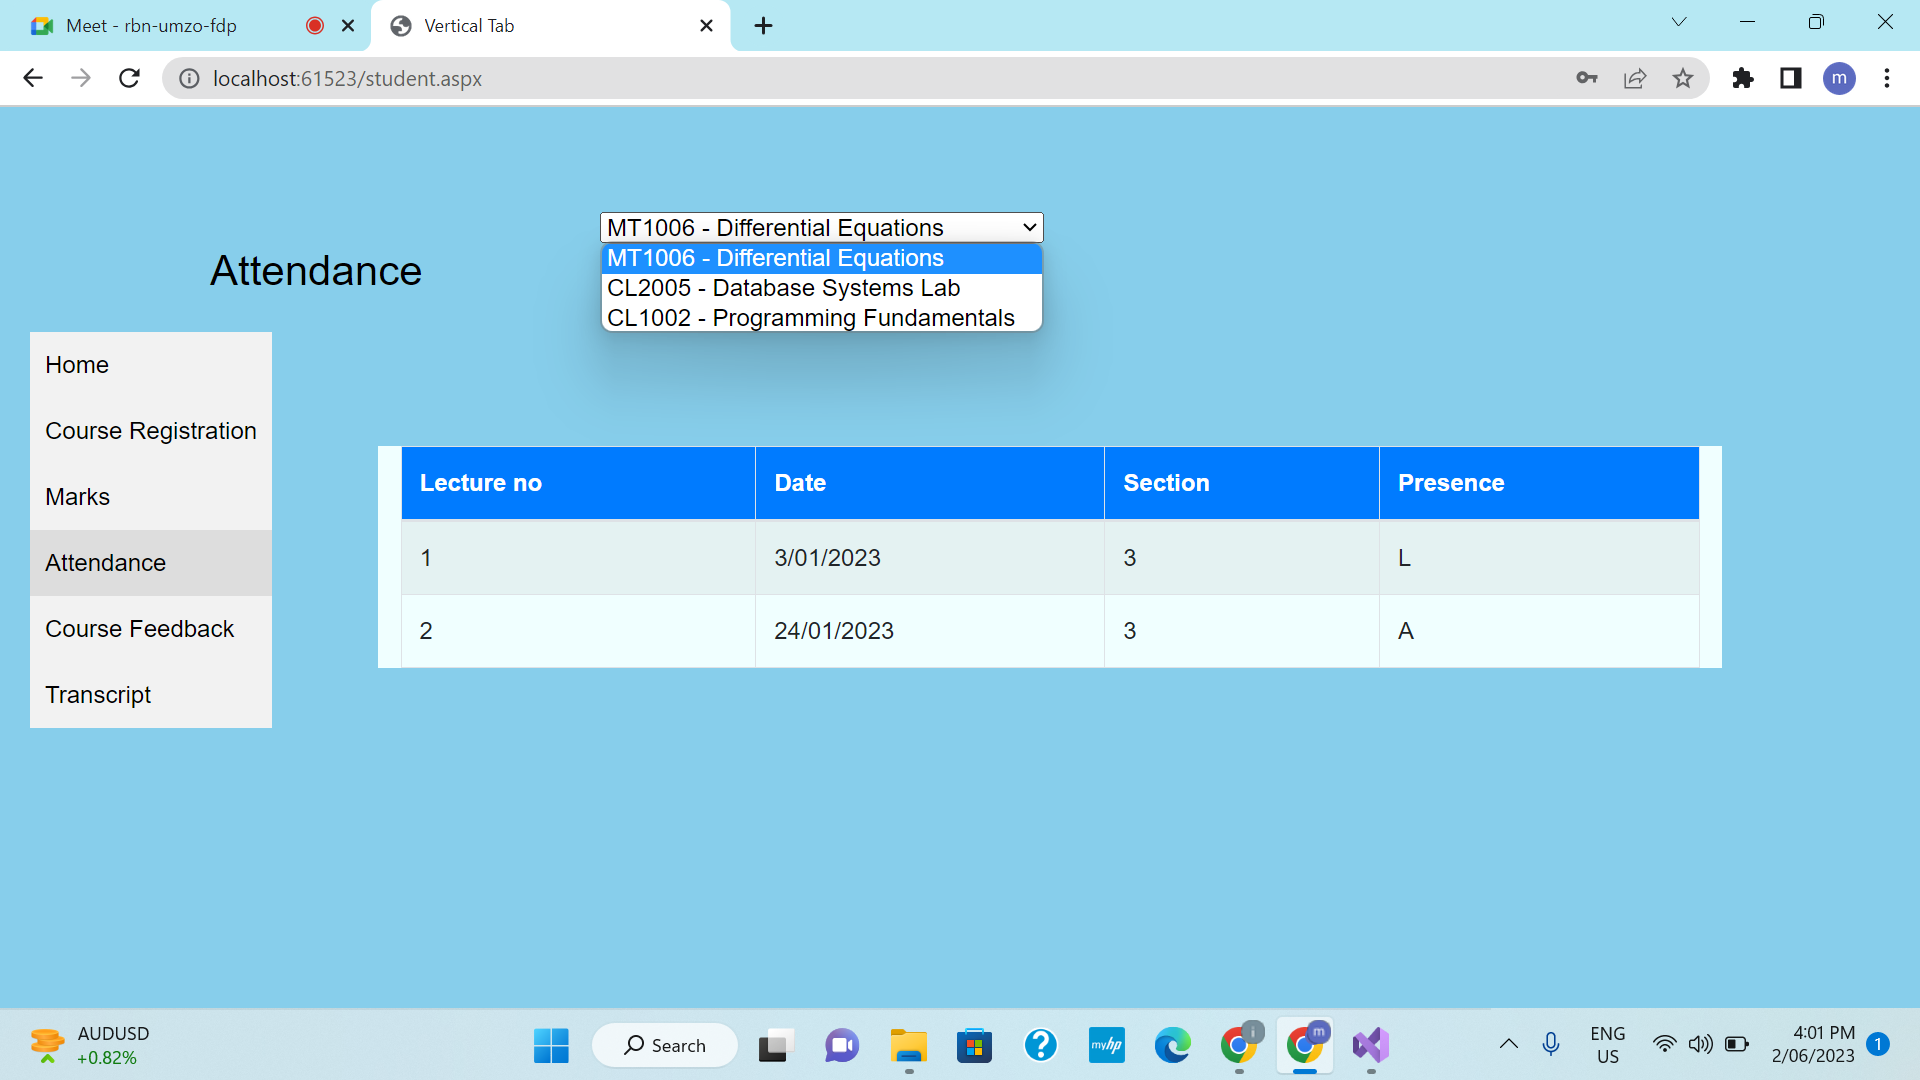 Meet - rbn-umzo-fdp
Vertical Tab
localhost:61523/student.aspx
m
MT1006 - Differential Equations
MT1006 - Differential Equations
CL2005 - Database Systems Lab
CL1002 - Programming Fundamentals
Attendance
Home
Course Registration
Marks
Attendance
Course Feedback
Transcript
Lecture no Date Section Presence
1 3/01/2023 3 L
2 24/01/2023 3 A
AUDUSD
+0.82%
Search
myhp
i
m
ENG
US
4:01 PM
2/06/2023
1